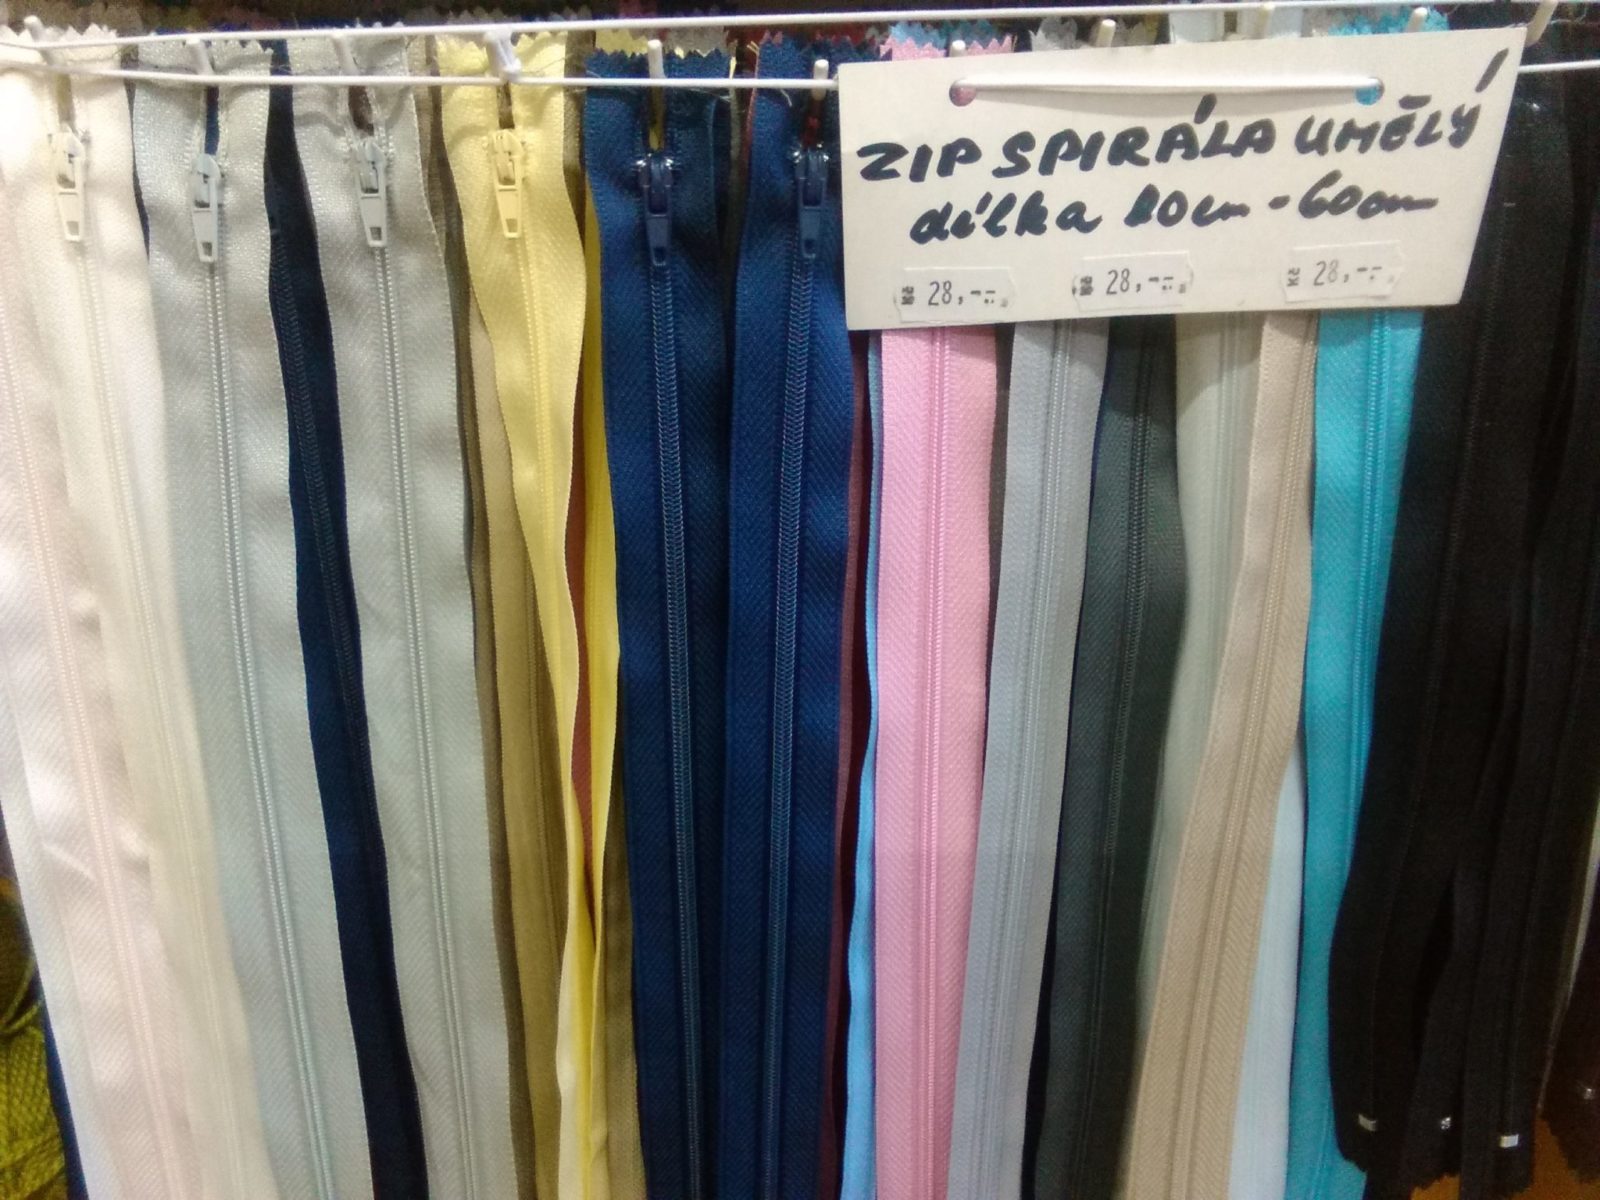 ZIP SPIRÁLA UMĚLÝ
délka 20cm - 60cm
Kč 28,-- Kč 28,-- Kč 28,--